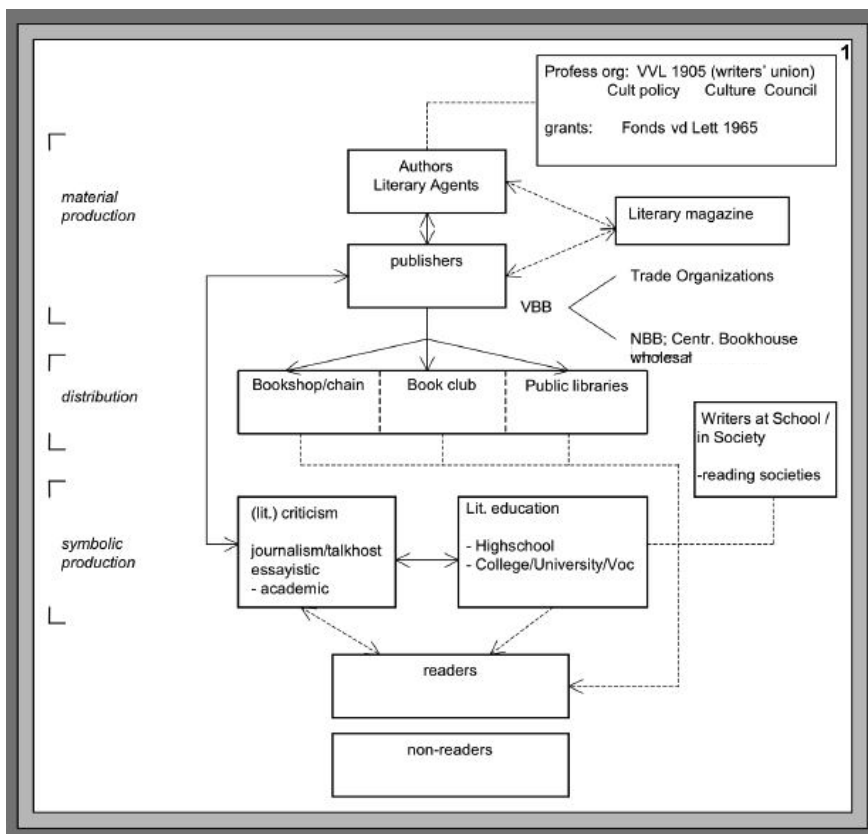 1
Profess org: VVL 1905 (writers' union)
Cult policy Culture Council
grants: Fonds vd Lett 1965
material
production
Authors
Literary Agents
Literary magazine
publishers
VBB
Trade Organizations
NBB; Centr. Bookhouse
wholesal
distribution
Bookshop/chain
Book club
Public libraries
Writers at School /
in Society
-reading societies
symbolic
production
(lit.) criticism
journalism/talkhost
essayistic
- academic
Lit. education
- Highschool
- College/University/Voc
readers
non-readers